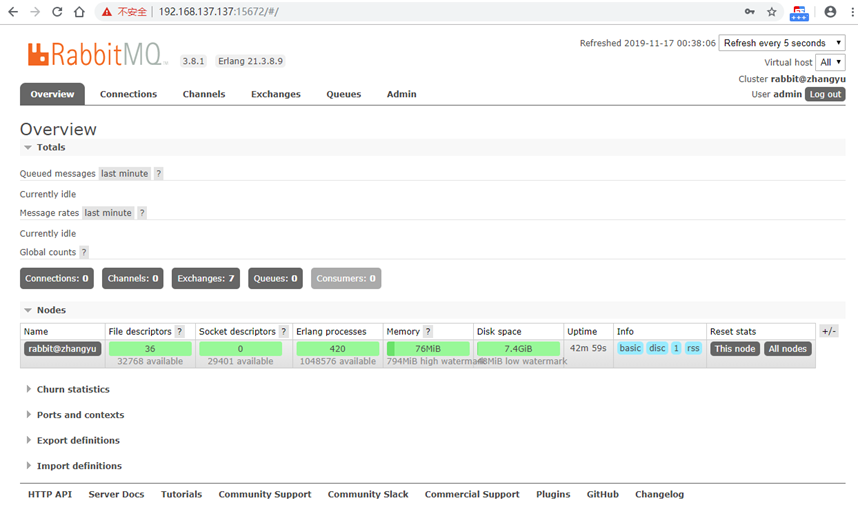 不安全 | 192.168.137.137:15672/#/
RabbitMQ TM 3.8.1 Erlang 21.3.8.9
Refreshed 2019-11-17 00:38:06 Refresh every 5 seconds
Virtual host All
Cluster rabbit@zhangyu
User admin Log out
Overview Connections Channels Exchanges Queues Admin
Overview
Totals
Queued messages last minute ?
Currently idle
Message rates last minute ?
Currently idle
Global counts ?
Connections: 0 Channels: 0 Exchanges: 7 Queues: 0 Consumers: 0
Nodes
Name File descriptors ? Socket descriptors ? Erlang processes Memory ? Disk space Uptime Info Reset stats +/-
rabbit@zhangyu 36 0 420 76MiB 7.4GiB 42m 59s basic disc 1 rss This node All nodes
32768 available 29401 available 1048576 available 794MiB high watermark 48MiB low watermark
Churn statistics
Ports and contexts
Export definitions
Import definitions
HTTP API Server Docs Tutorials Community Support Community Slack Commercial Support Plugins GitHub Changelog